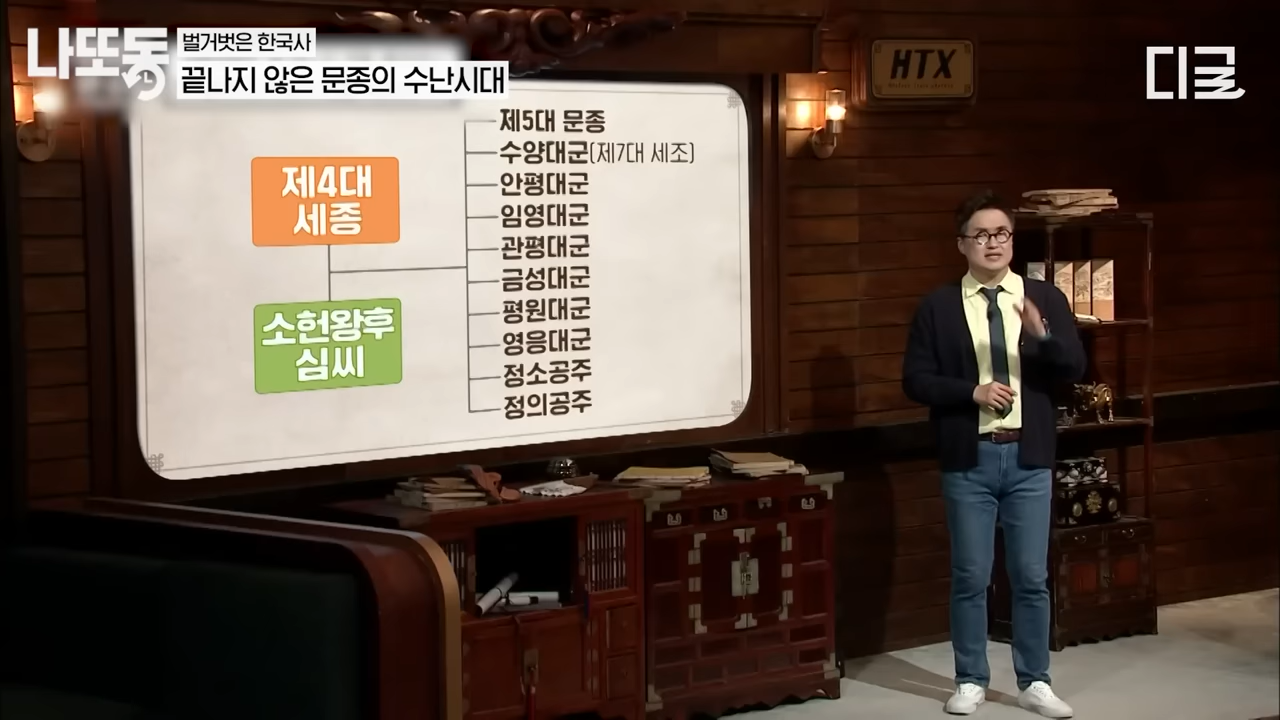 나또동
벌거벗은 한국사
끝나지 않은 문종의 수난시대
디글
HTX
제4대
세종
소헌왕후
심씨
제5대 문종
수양대군(제7대 세조)
안평대군
임영대군
관평대군
금성대군
평원대군
영응대군
정소공주
정의공주